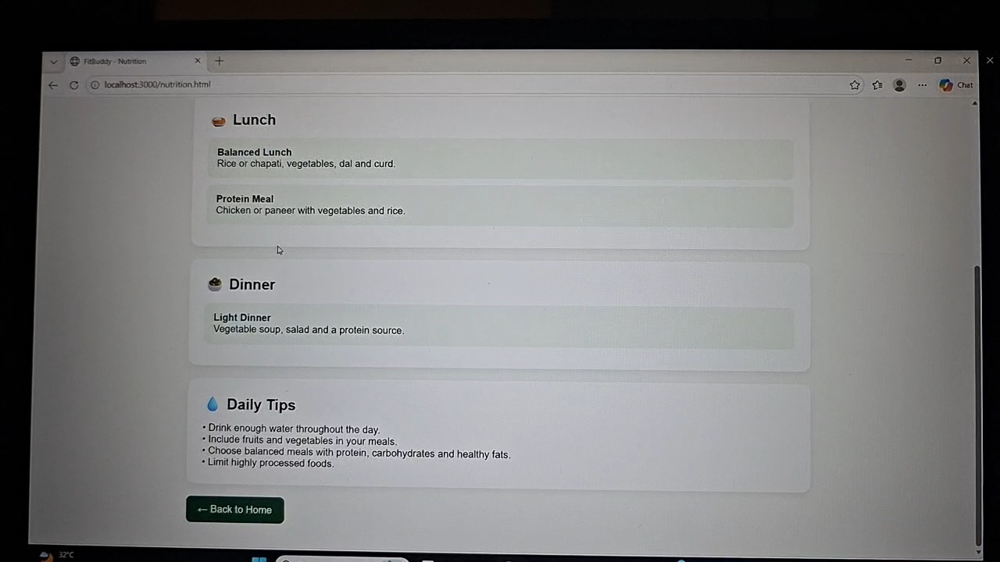 FitBuddy - Nutrition
localhost:3000/nutrition.html
Chat
Lunch
Balanced Lunch
Rice or chapati, vegetables, dal and curd.
Protein Meal
Chicken or paneer with vegetables and rice.
Dinner
Light Dinner
Vegetable soup, salad and a protein source.
Daily Tips
• Drink enough water throughout the day.
• Include fruits and vegetables in your meals.
• Choose balanced meals with protein, carbohydrates and healthy fats.
• Limit highly processed foods.
← Back to Home
32°C